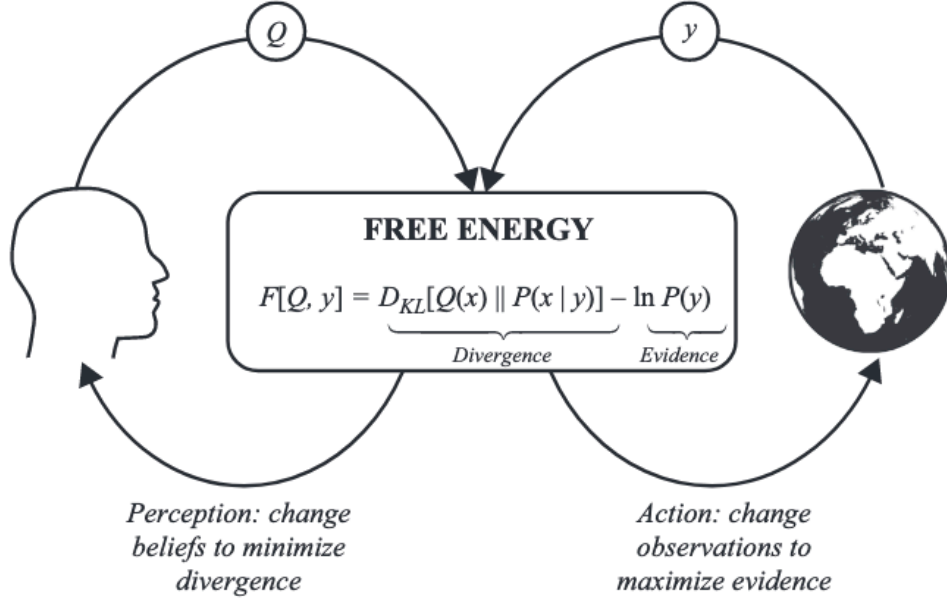 Q
y
FREE ENERGY
F[Q, y] = D_KL[Q(x) || P(x | y)] – ln P(y)
Divergence
Evidence
Perception: change
beliefs to minimize
divergence
Action: change
observations to
maximize evidence